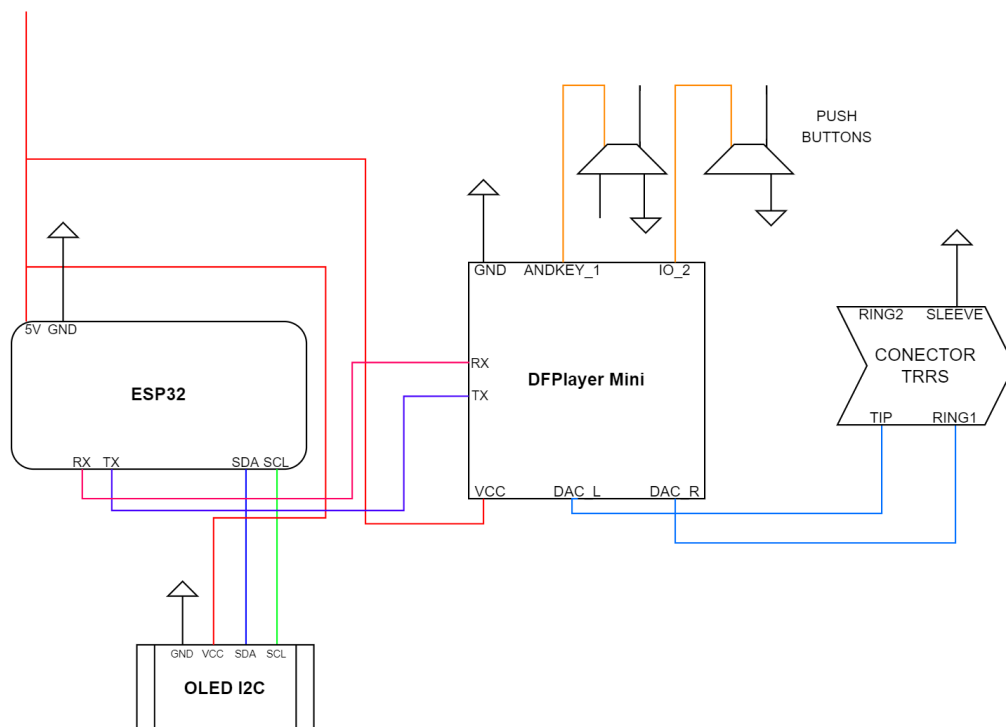 PUSH
BUTTONS
GND
ANDKEY_1
IO_2
RX
DFPlayer Mini
TX
VCC
DAC_L
DAC_R
5V GND
ESP32
RX
TX
SDA
SCL
RING2
SLEEVE
CONECTOR
TRRS
TIP
RING1
GND
VCC
SDA
SCL
OLED I2C